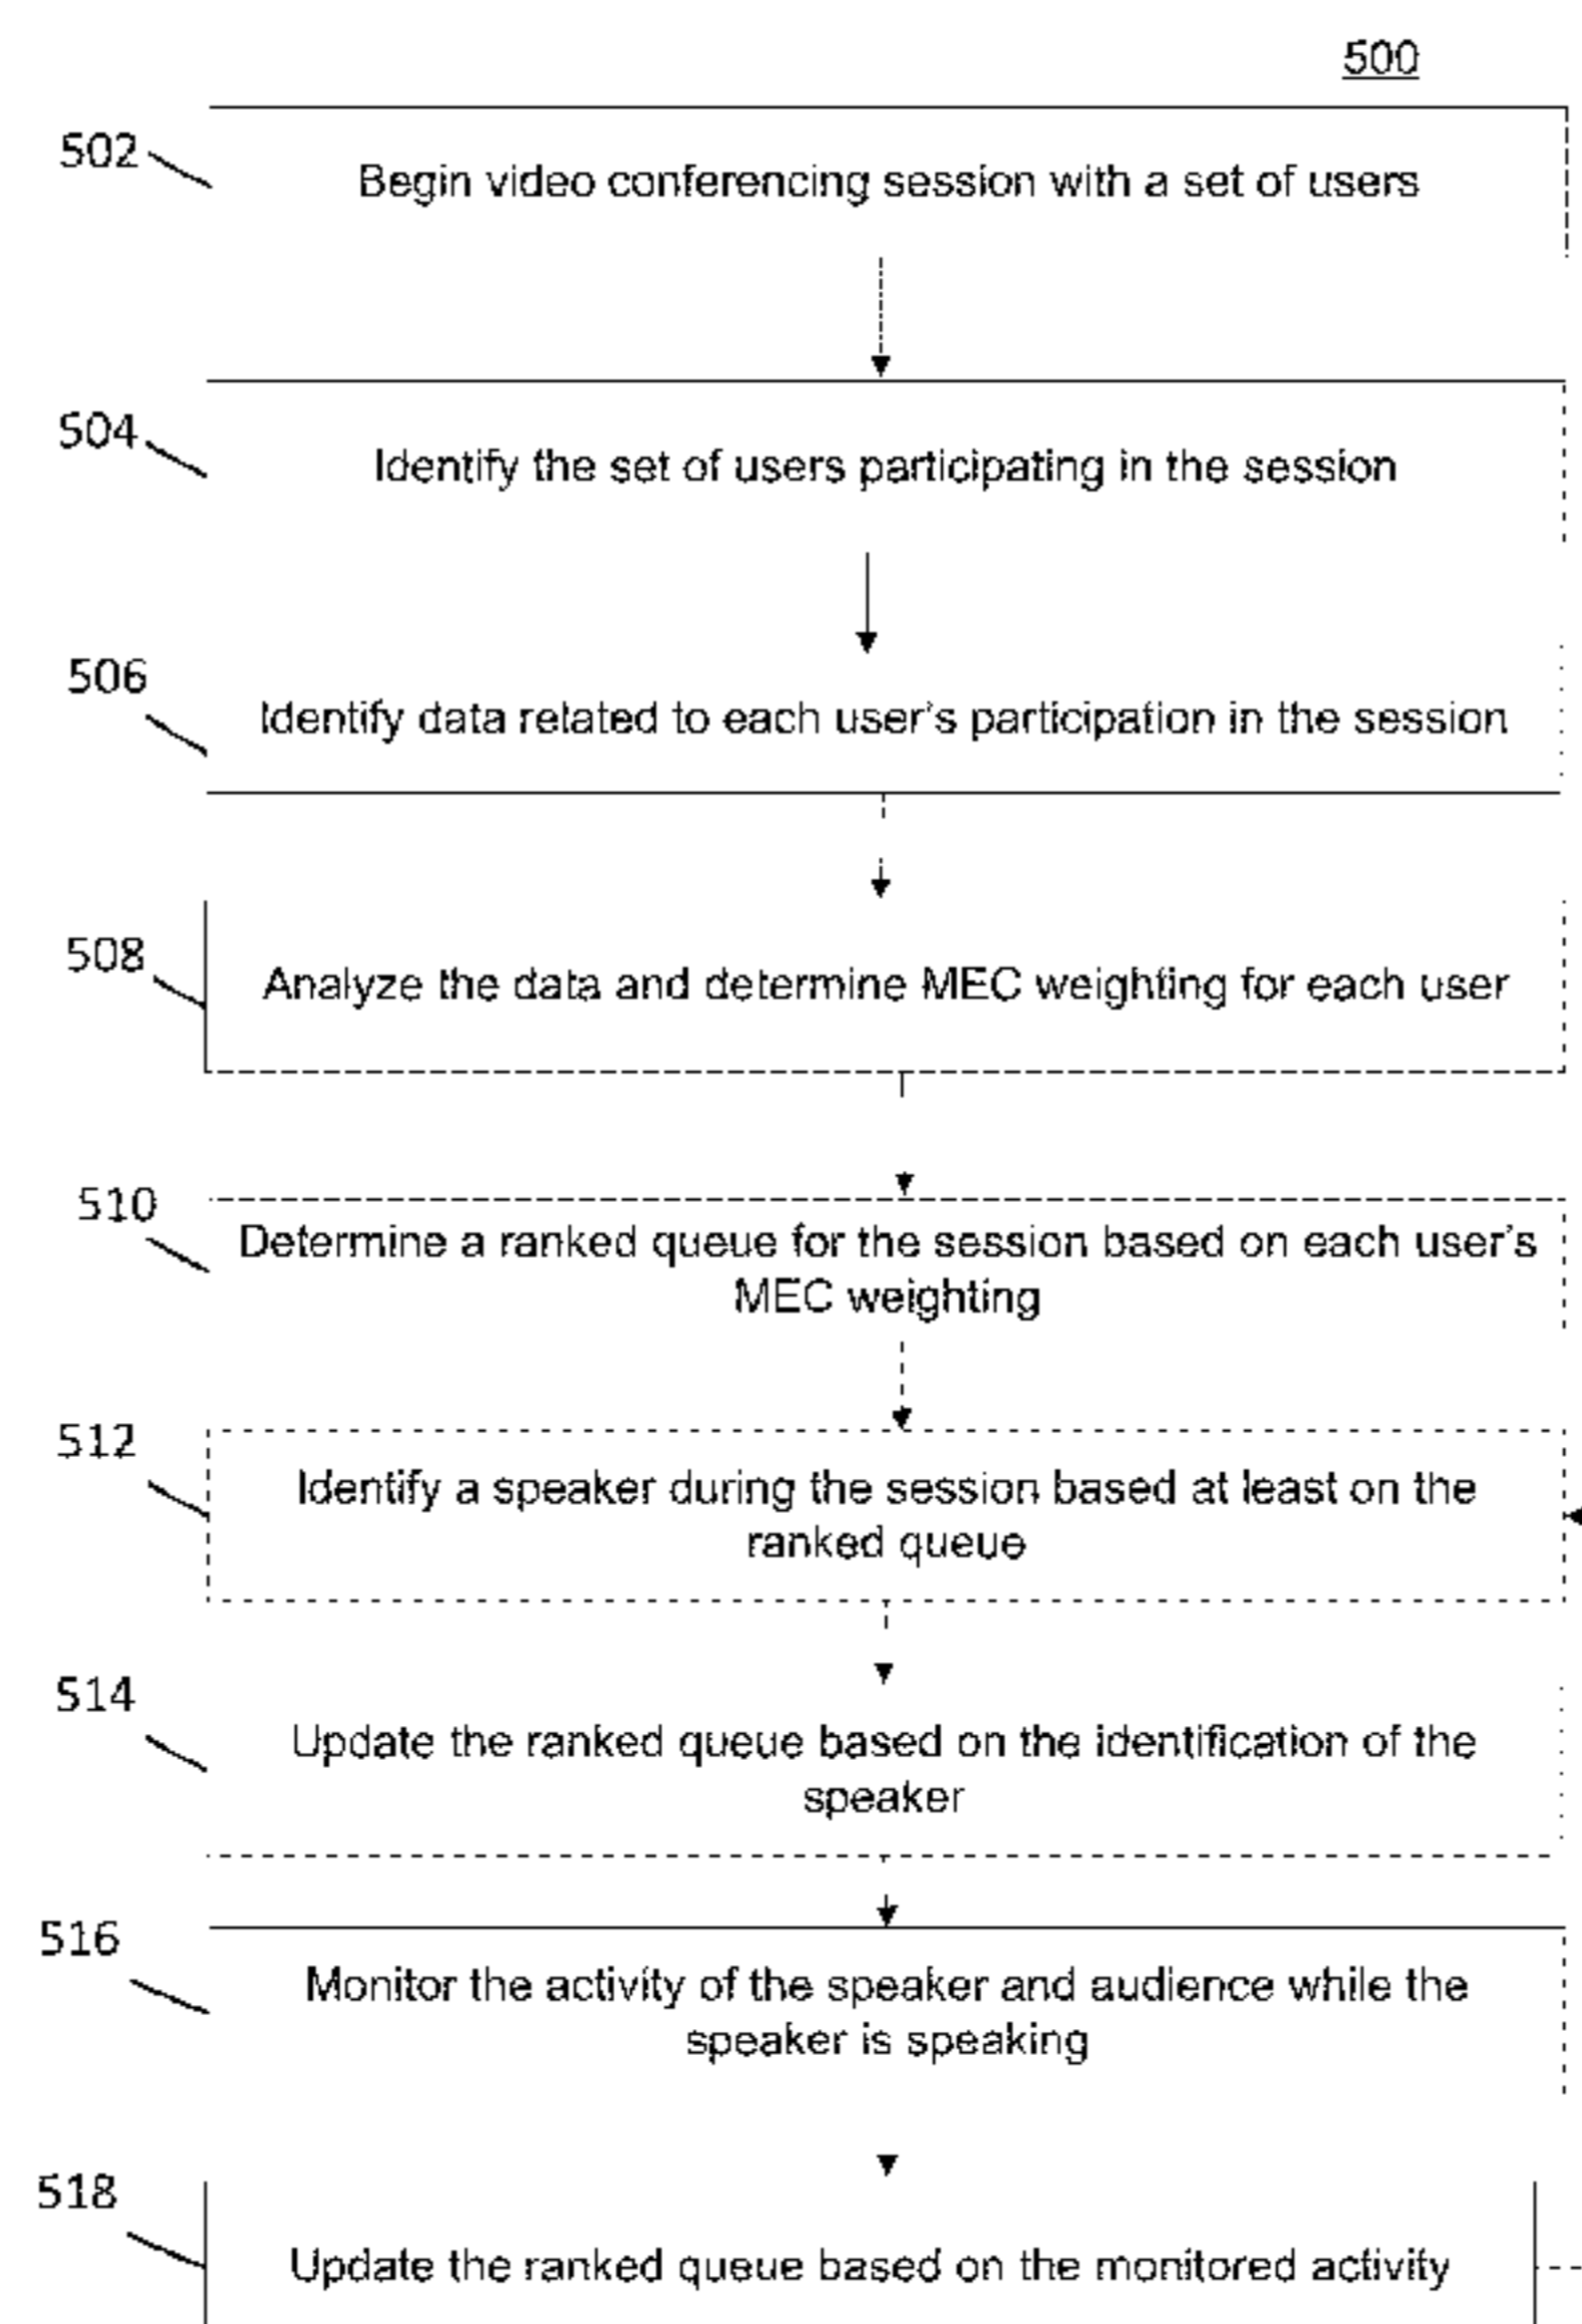 500
502
Begin video conferencing session with a set of users
504
Identify the set of users participating in the session
506
Identify data related to each user's participation in the session
508
Analyze the data and determine MEC weighting for each user
510
Determine a ranked queue for the session based on each user's
MEC weighting
512
Identify a speaker during the session based at least on the
ranked queue
514
Update the ranked queue based on the identification of the
speaker
516
Monitor the activity of the speaker and audience while the
speaker is speaking
518
Update the ranked queue based on the monitored activity